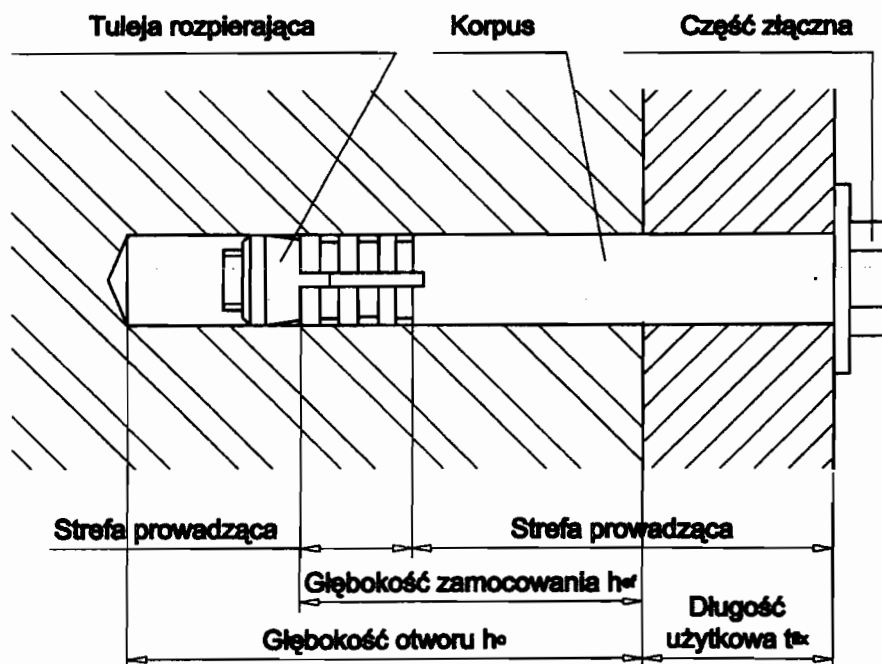 Tuleja rozpierająca
Korpus
Część złączna
Strefa prowadząca
Strefa prowadząca
Głębokość zamocowania hef
Głębokość otworu ho
Długość
użytkowa tfix